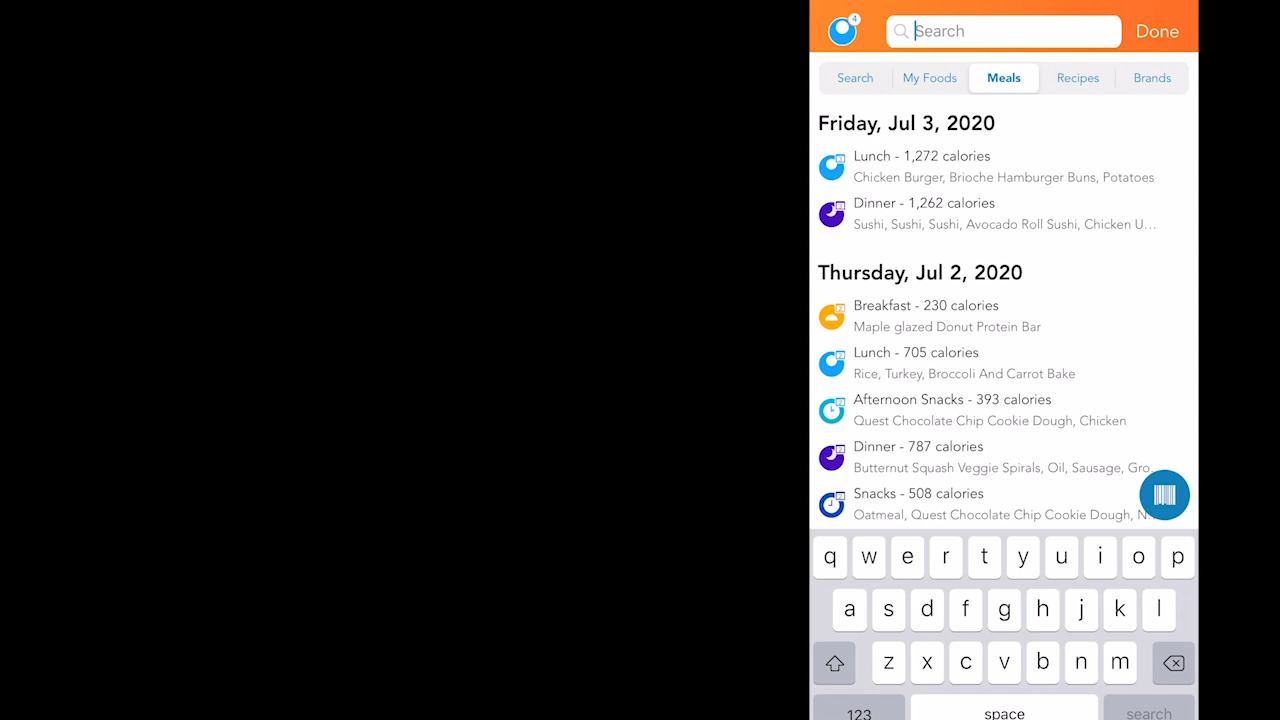 4
Search
Done
Search
My Foods
Meals
Recipes
Brands
Friday, Jul 3, 2020
Lunch - 1,272 calories
Chicken Burger, Brioche Hamburger Buns, Potatoes
Dinner - 1,262 calories
Sushi, Sushi, Sushi, Avocado Roll Sushi, Chicken U…
Thursday, Jul 2, 2020
Breakfast - 230 calories
Maple glazed Donut Protein Bar
Lunch - 705 calories
Rice, Turkey, Broccoli And Carrot Bake
Afternoon Snacks - 393 calories
Quest Chocolate Chip Cookie Dough, Chicken
Dinner - 787 calories
Butternut Squash Veggie Spirals, Oil, Sausage, Gro…
Snacks - 508 calories
Oatmeal, Quest Chocolate Chip Cookie Dough, N…
q w e r t y u i o p
a s d f g h j k l
z x c v b n m
123 space search